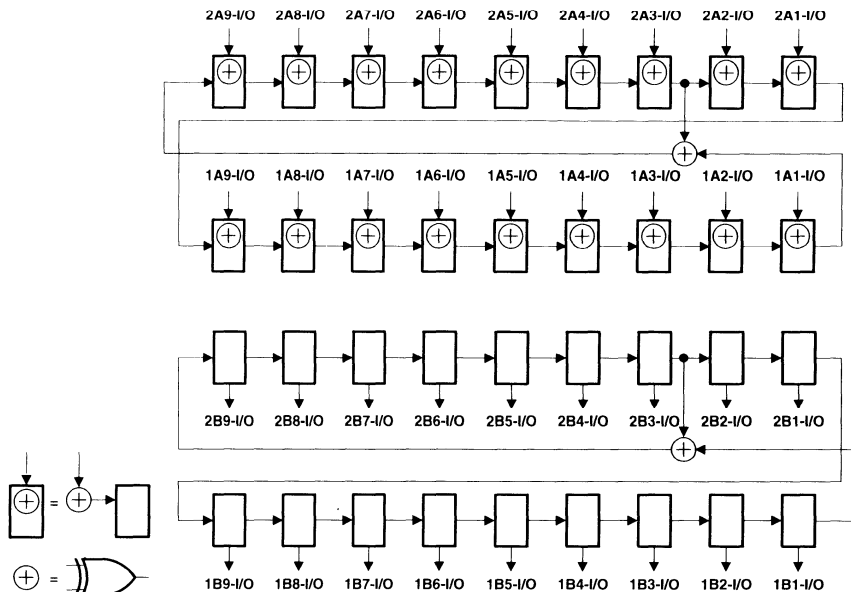 2A9-I/O 2A8-I/O 2A7-I/O 2A6-I/O 2A5-I/O 2A4-I/O 2A3-I/O 2A2-I/O 2A1-I/O
1A9-I/O 1A8-I/O 1A7-I/O 1A6-I/O 1A5-I/O 1A4-I/O 1A3-I/O 1A2-I/O 1A1-I/O
2B9-I/O 2B8-I/O 2B7-I/O 2B6-I/O 2B5-I/O 2B4-I/O 2B3-I/O 2B2-I/O 2B1-I/O
=
=
1B9-I/O 1B8-I/O 1B7-I/O 1B6-I/O 1B5-I/O 1B4-I/O 1B3-I/O 1B2-I/O 1B1-I/O